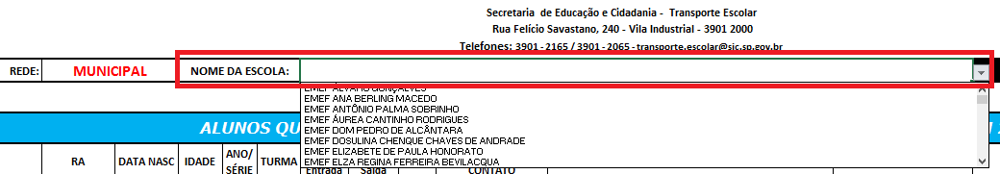 Secretaria de Educação e Cidadania - Transporte Escolar
Rua Felício Savastano, 240 - Vila Industrial - 3901 2000
Telefones: 3901 - 2165 / 3901 - 2065 - transporte.escolar@sjc.sp.gov.br
REDE: MUNICIPAL NOME DA ESCOLA:
EMEF ÁLVARO GONÇALVES
EMEF ANA BERLING MACEDO
EMEF ANTÔNIO PALMA SOBRINHO
EMEF ÁUREA CANTINHO RODRIGUES
EMEF DOM PEDRO DE ALCÂNTARA
EMEF DOSULINA CHENQUE CHAVES DE ANDRADE
EMEF ELIZABETE DE PAULA HONORATO
EMEF ELZA REGINA FERREIRA BEVILACQUA
ALUNOS QU
RA DATA NASC IDADE ANO/ SÉRIE TURMA Entrada Saída CONTATO